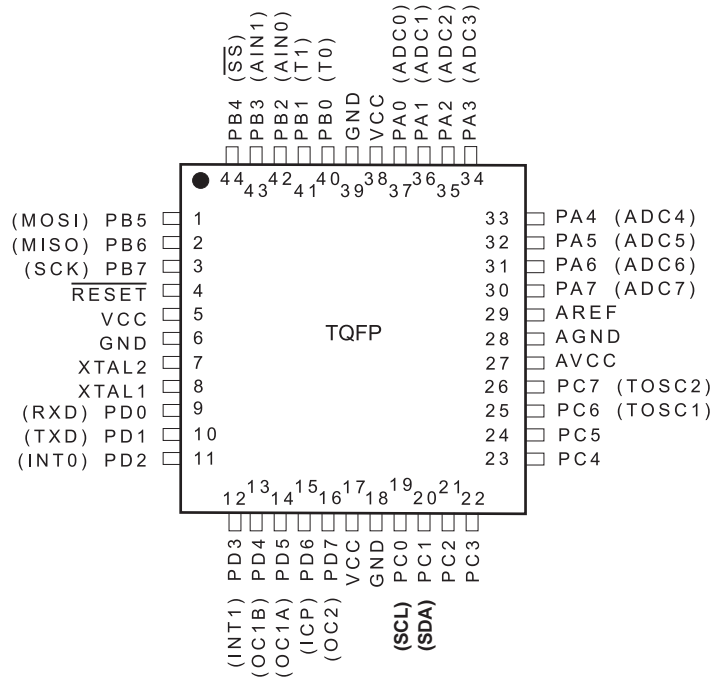 PB4 (SS)
PB3 (AIN1)
PB2 (AIN0)
PB1 (T1)
PB0 (T0)
GND
VCC
PA0 (ADC0)
PA1 (ADC1)
PA2 (ADC2)
PA3 (ADC3)
44
43
42
41
40
39
38
37
36
35
34
(MOSI) PB5 1
(MISO) PB6 2
(SCK) PB7 3
RESET 4
VCC 5
GND 6
XTAL2 7
XTAL1 8
(RXD) PD0 9
(TXD) PD1 10
(INT0) PD2 11
TQFP
33 PA4 (ADC4)
32 PA5 (ADC5)
31 PA6 (ADC6)
30 PA7 (ADC7)
29 AREF
28 AGND
27 AVCC
26 PC7 (TOSC2)
25 PC6 (TOSC1)
24 PC5
23 PC4
12
13
14
15
16
17
18
19
20
21
22
(INT1) PD3
(OC1B) PD4
(OC1A) PD5
(ICP) PD6
(OC2) PD7
VCC
GND
(SCL) PC0
(SDA) PC1
PC2
PC3